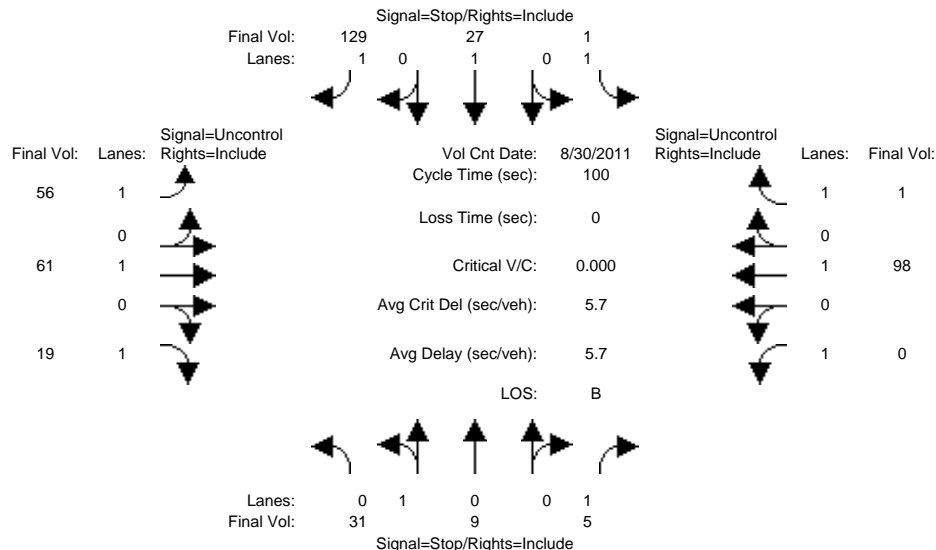 Signal=Stop/Rights=Include
Final Vol: 129 27 1
Lanes: 1 0 1 0 1
Signal=Uncontrol
Final Vol: Lanes: Rights=Include
Vol Cnt Date: 8/30/2011
Signal=Uncontrol
Rights=Include Lanes: Final Vol:
Cycle Time (sec): 100
56 1
1 1
Loss Time (sec): 0
0
0
61 1
Critical V/C: 0.000
1 98
0
Avg Crit Del (sec/veh): 5.7
0
19 1
Avg Delay (sec/veh): 5.7
1 0
LOS: B
Lanes: 0 1 0 0 1
Final Vol: 31 9 5
Signal=Stop/Rights=Include